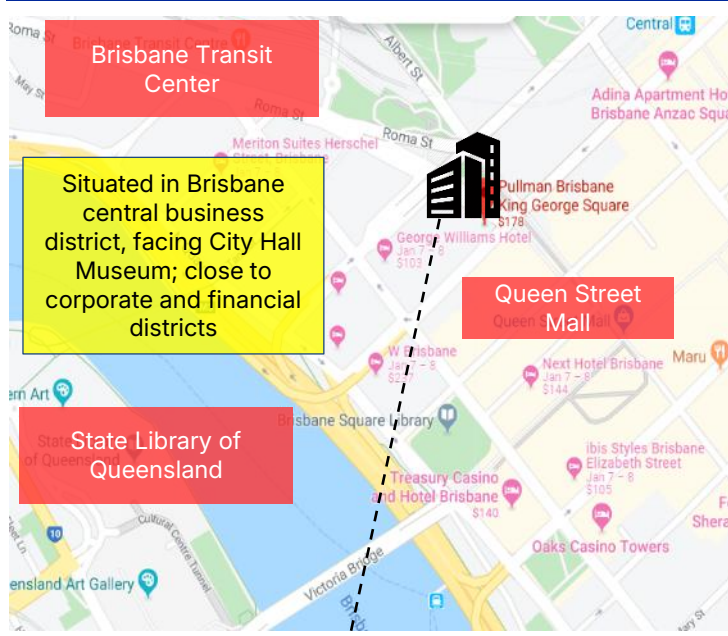 Roma St
Central
Brisbane Transit Centre
Brisbane Transit
Center
Albert St
May St
Adina Apartment Ho
Brisbane Anzac Squa
Roma St
Roma St
Meriton Suites Herschel
Situated in Brisbane
central business
district, facing City Hall
Museum; close to
corporate and financial
districts
Pullman Brisbane
King George Square
$178
George Williams Hotel
Jan 7 – 8
$103
Queen Street
Mall
W Brisbane
Jan 7 – 8
Next Hotel Brisbane
Jan 7 – 8
$144
Maru
ern Art
Brisbane Square Library
State Library of
Queensland
ibis Styles Brisbane
Elizabeth Street
Jan 7 – 8
$105
Treasury Casino
and Hotel Brisbane
$140
Oaks Casino Towers
Shera
10
Cultural Centre Tunnel
ensland Art Gallery
Victoria Bridge